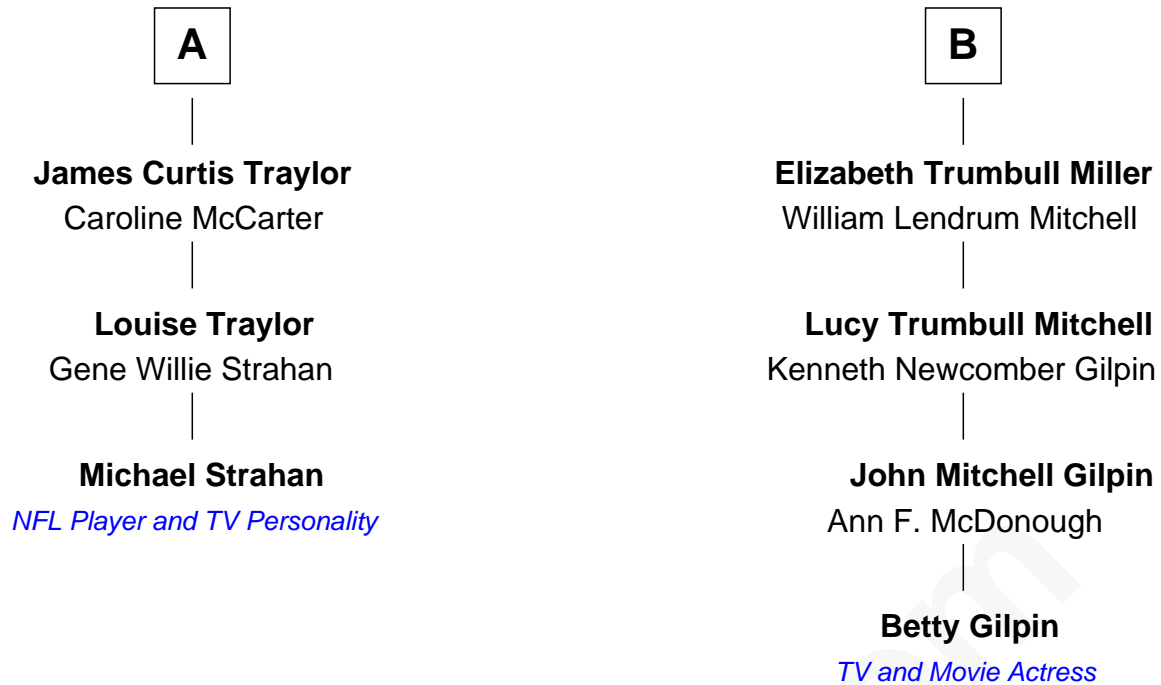 A
James Curtis Traylor
Caroline McCarter
Louise Traylor
Gene Willie Strahan
Michael Strahan
NFL Player and TV Personality
B
Elizabeth Trumbull Miller
William Lendrum Mitchell
Lucy Trumbull Mitchell
Kenneth Newcomber Gilpin
John Mitchell Gilpin
Ann F. McDonough
Betty Gilpin
TV and Movie Actress